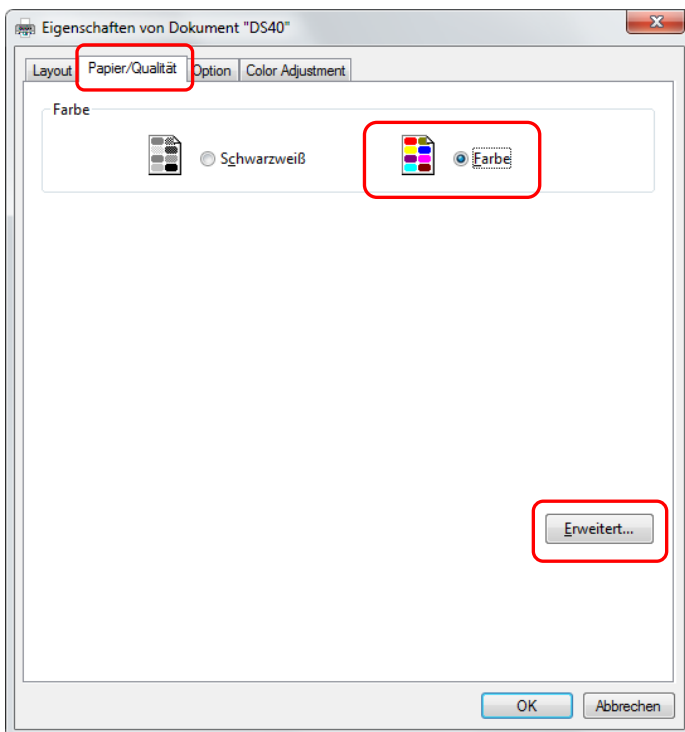 Eigenschaften von Dokument "DS40"
Layout Papier/Qualität Option Color Adjustment
Farbe
Schwarzweiß Farbe
Erweitert...
OK Abbrechen